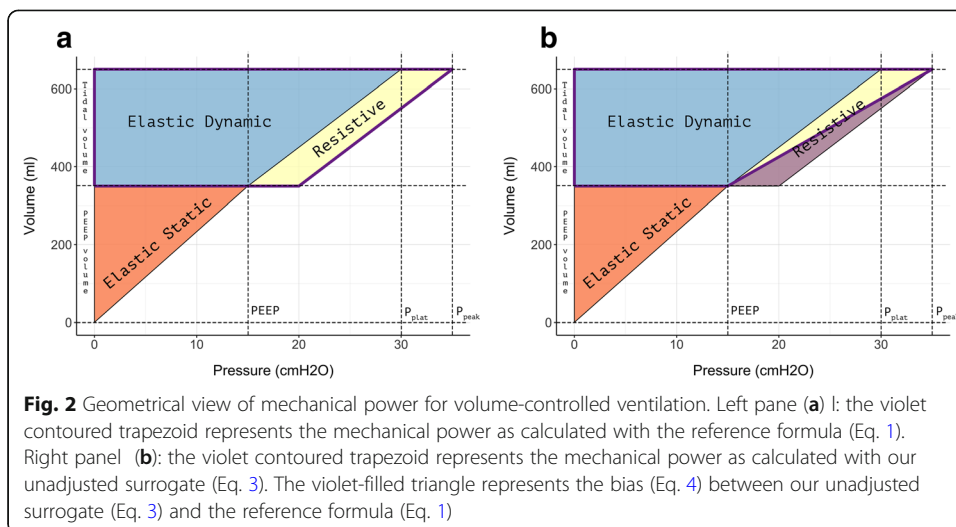 a
b
600
400
200
0
Volume (ml)
Tidal volume
PEEP volume
Elastic Dynamic
Resistive
Elastic Static
PEEP
Pplat
Ppeak
0
10
20
30
Pressure (cmH2O)
600
400
200
0
Volume (ml)
Tidal volume
PEEP volume
Elastic Dynamic
Resistive
Elastic Static
PEEP
Pplat
Ppeak
0
10
20
30
Pressure (cmH2O)
Fig. 2 Geometrical view of mechanical power for volume-controlled ventilation. Left pane (a) l: the violet
contoured trapezoid represents the mechanical power as calculated with the reference formula (Eq. 1).
Right panel (b): the violet contoured trapezoid represents the mechanical power as calculated with our
unadjusted surrogate (Eq. 3). The violet-filled triangle represents the bias (Eq. 4) between our unadjusted
surrogate (Eq. 3) and the reference formula (Eq. 1)